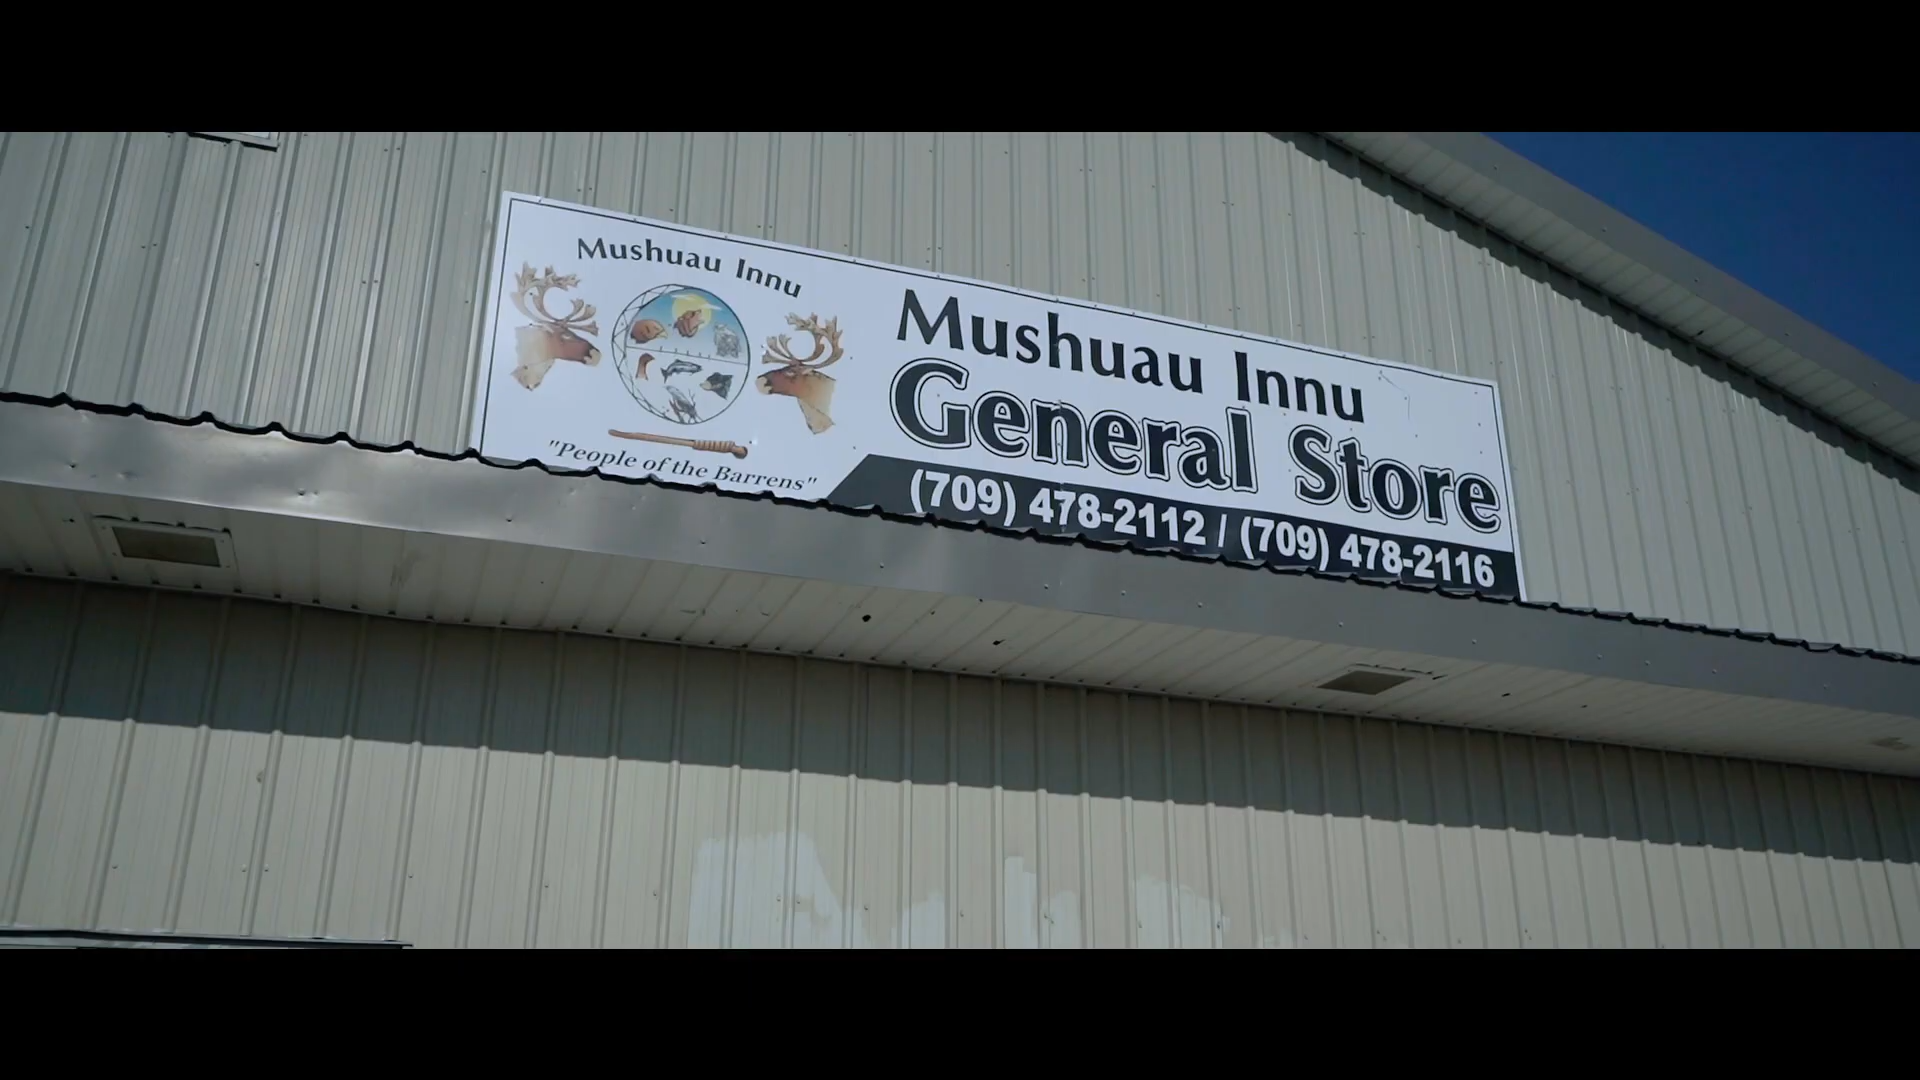 Mushuau Innu
"People of the Barrens"
Mushuau Innu
General Store
(709) 478-2112 / (709) 478-2116